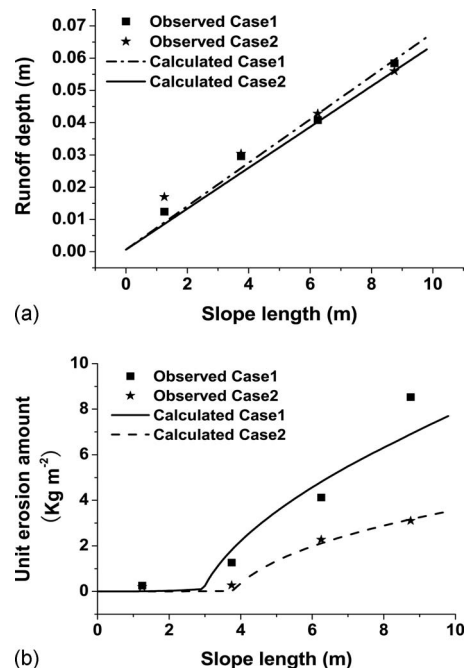 0.07
0.06
0.05
0.04
0.03
0.02
0.01
0.00
Runoff depth (m)
Observed Case1
Observed Case2
Calculated Case1
Calculated Case2
0 2 4 6 8 10
Slope length (m)
(a)
10
8
6
4
2
0
Unit erosion amount
(Kg m-2)
Observed Case1
Observed Case2
Calculated Case1
Calculated Case2
0 2 4 6 8 10
Slope length (m)
(b)